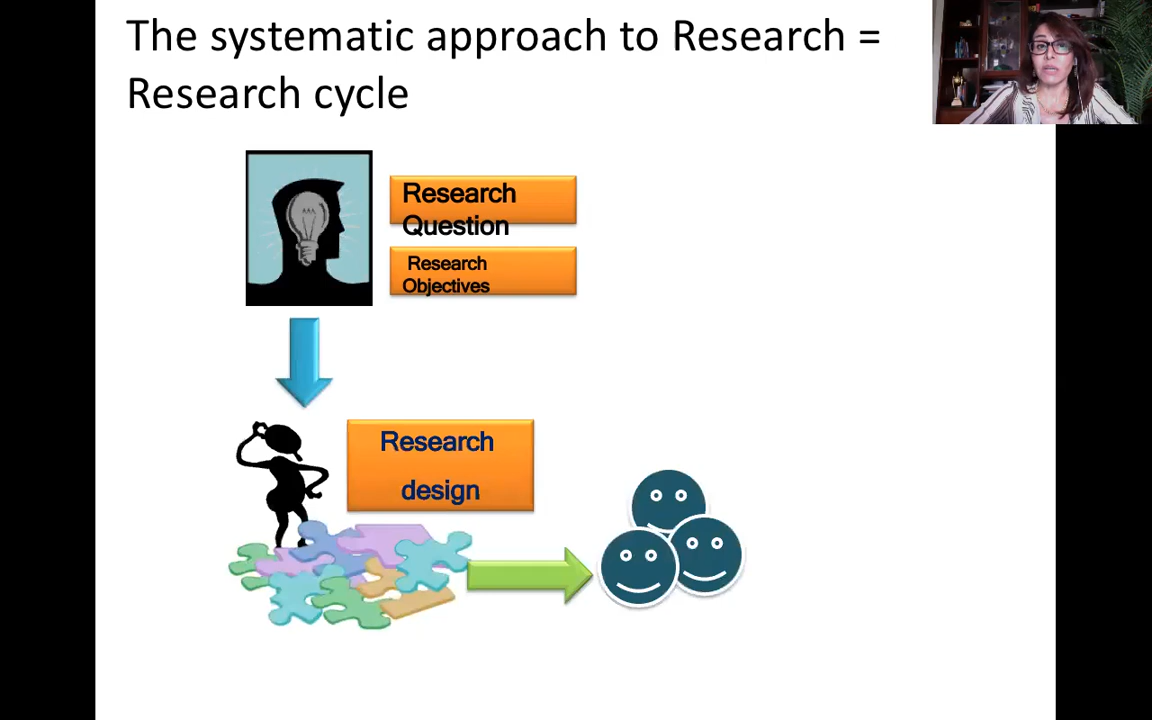 The systematic approach to Research =
Research cycle
Research
Question
Research
Objectives
Research
design